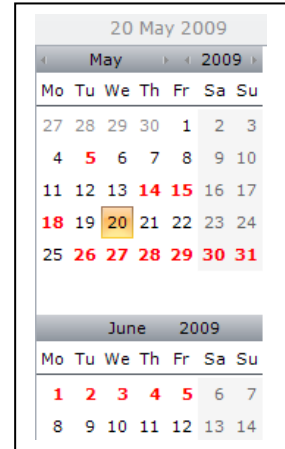 20 May 2009
May 2009
Mo Tu We Th Fr Sa Su
27 28 29 30 1 2 3
4 5 6 7 8 9 10
11 12 13 14 15 16 17
18 19 20 21 22 23 24
25 26 27 28 29 30 31
June 2009
Mo Tu We Th Fr Sa Su
1 2 3 4 5 6 7
8 9 10 11 12 13 14